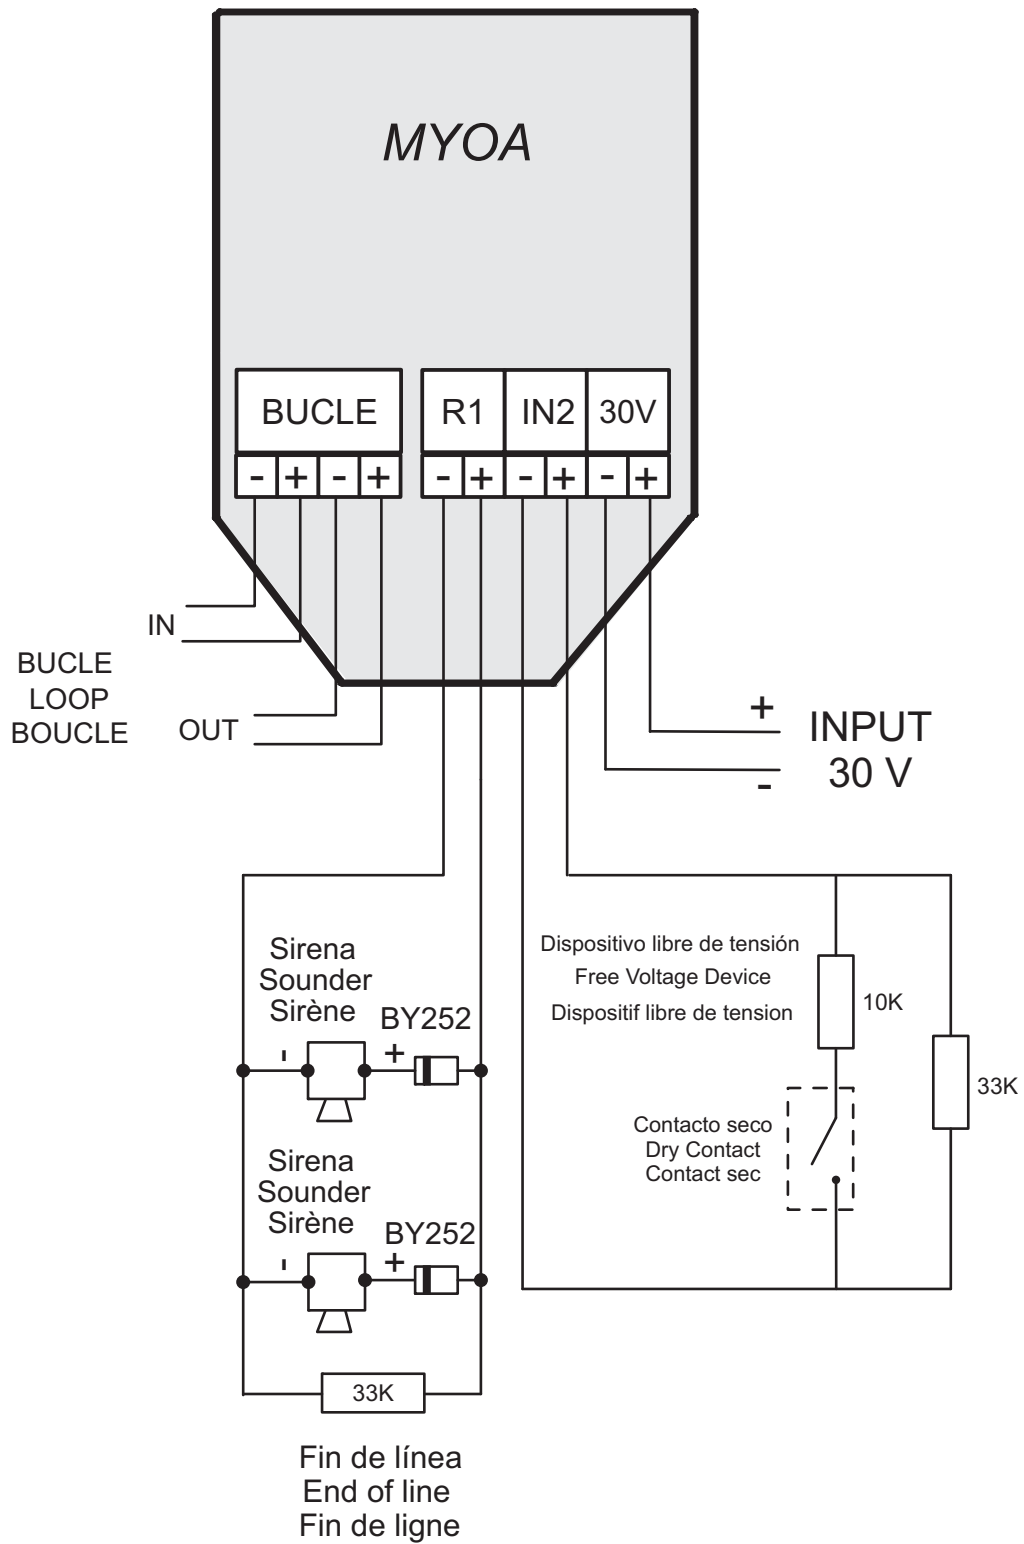 MYOA
BUCLE R1 IN2 30V
- + - + - + - + - +
IN
BUCLE
LOOP
BOUCLE
OUT
+
INPUT
30 V
-
Sirena
Sounder
Sirène
BY252
- +
Dispositivo libre de tensión
Free Voltage Device
Dispositif libre de tension
10K
33K
Contacto seco
Dry Contact
Contact sec
Sirena
Sounder
Sirène
BY252
- +
33K
Fin de línea
End of line
Fin de ligne